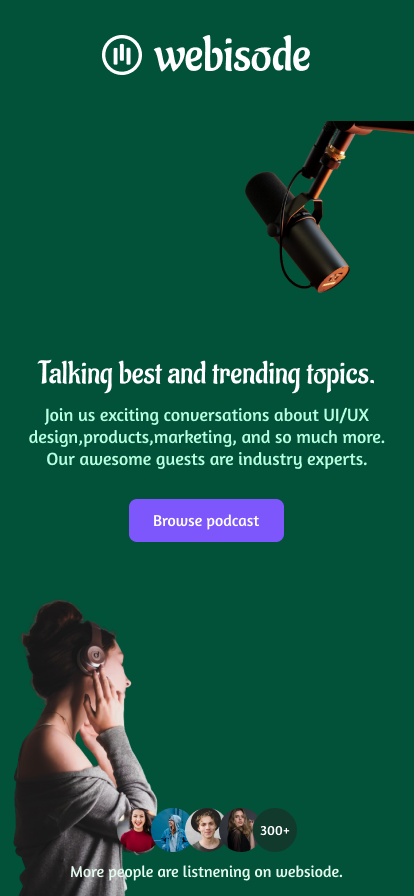 webisode
Talking best and trending topics.
Join us exciting conversations about UI/UX
design,products,marketing, and so much more.
Our awesome guests are industry experts.
Browse podcast
300+
More people are listnening on websiode.